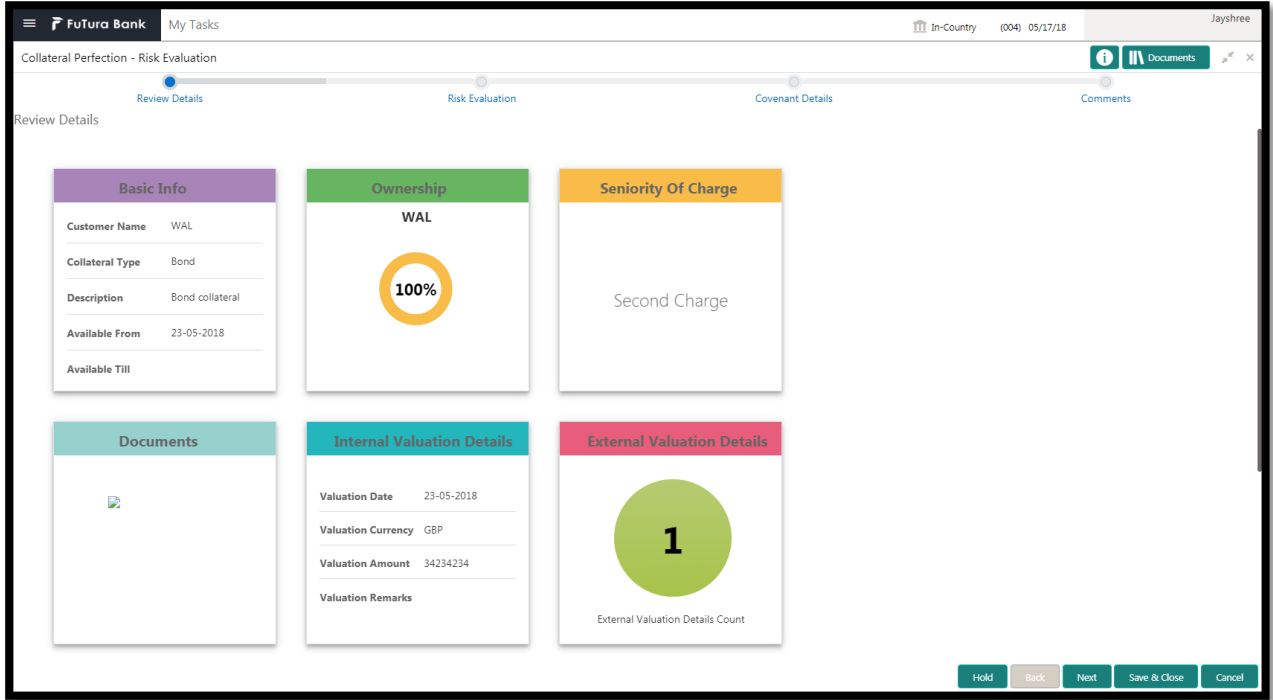 FuTura Bank My Tasks In-Country (004) 05/17/18 Jayshree
Collateral Perfection - Risk Evaluation i Documents
Review Details Risk Evaluation Covenant Details Comments
Review Details
Basic Info
Customer Name WAL
Collateral Type Bond
Description Bond collateral
Available From 23-05-2018
Available Till
Ownership
WAL
100%
Seniority Of Charge
Second Charge
Documents
Internal Valuation Details
Valuation Date 23-05-2018
Valuation Currency GBP
Valuation Amount 34234234
Valuation Remarks
External Valuation Details
1
External Valuation Details Count
Hold Back Next Save & Close Cancel